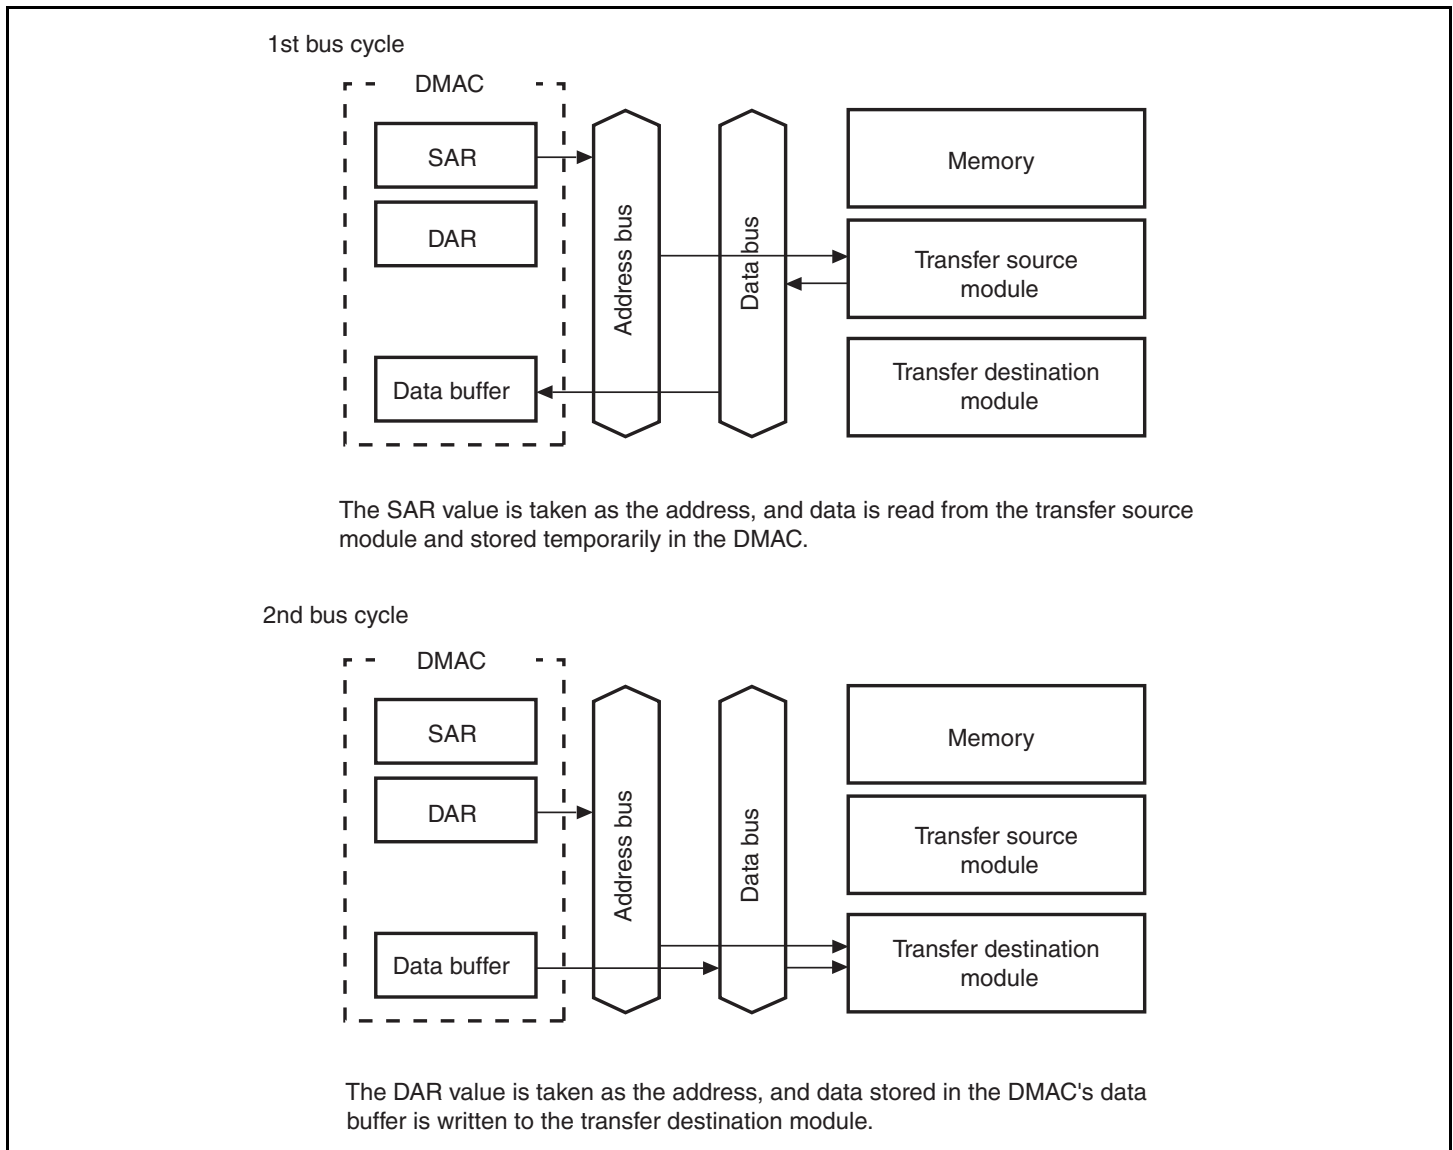 1st bus cycle
DMAC
SAR
DAR
Data buffer
Address bus
Data bus
Memory
Transfer source
module
Transfer destination
module
The SAR value is taken as the address, and data is read from the transfer source
module and stored temporarily in the DMAC.
2nd bus cycle
DMAC
SAR
DAR
Data buffer
Address bus
Data bus
Memory
Transfer source
module
Transfer destination
module
The DAR value is taken as the address, and data stored in the DMAC's data
buffer is written to the transfer destination module.